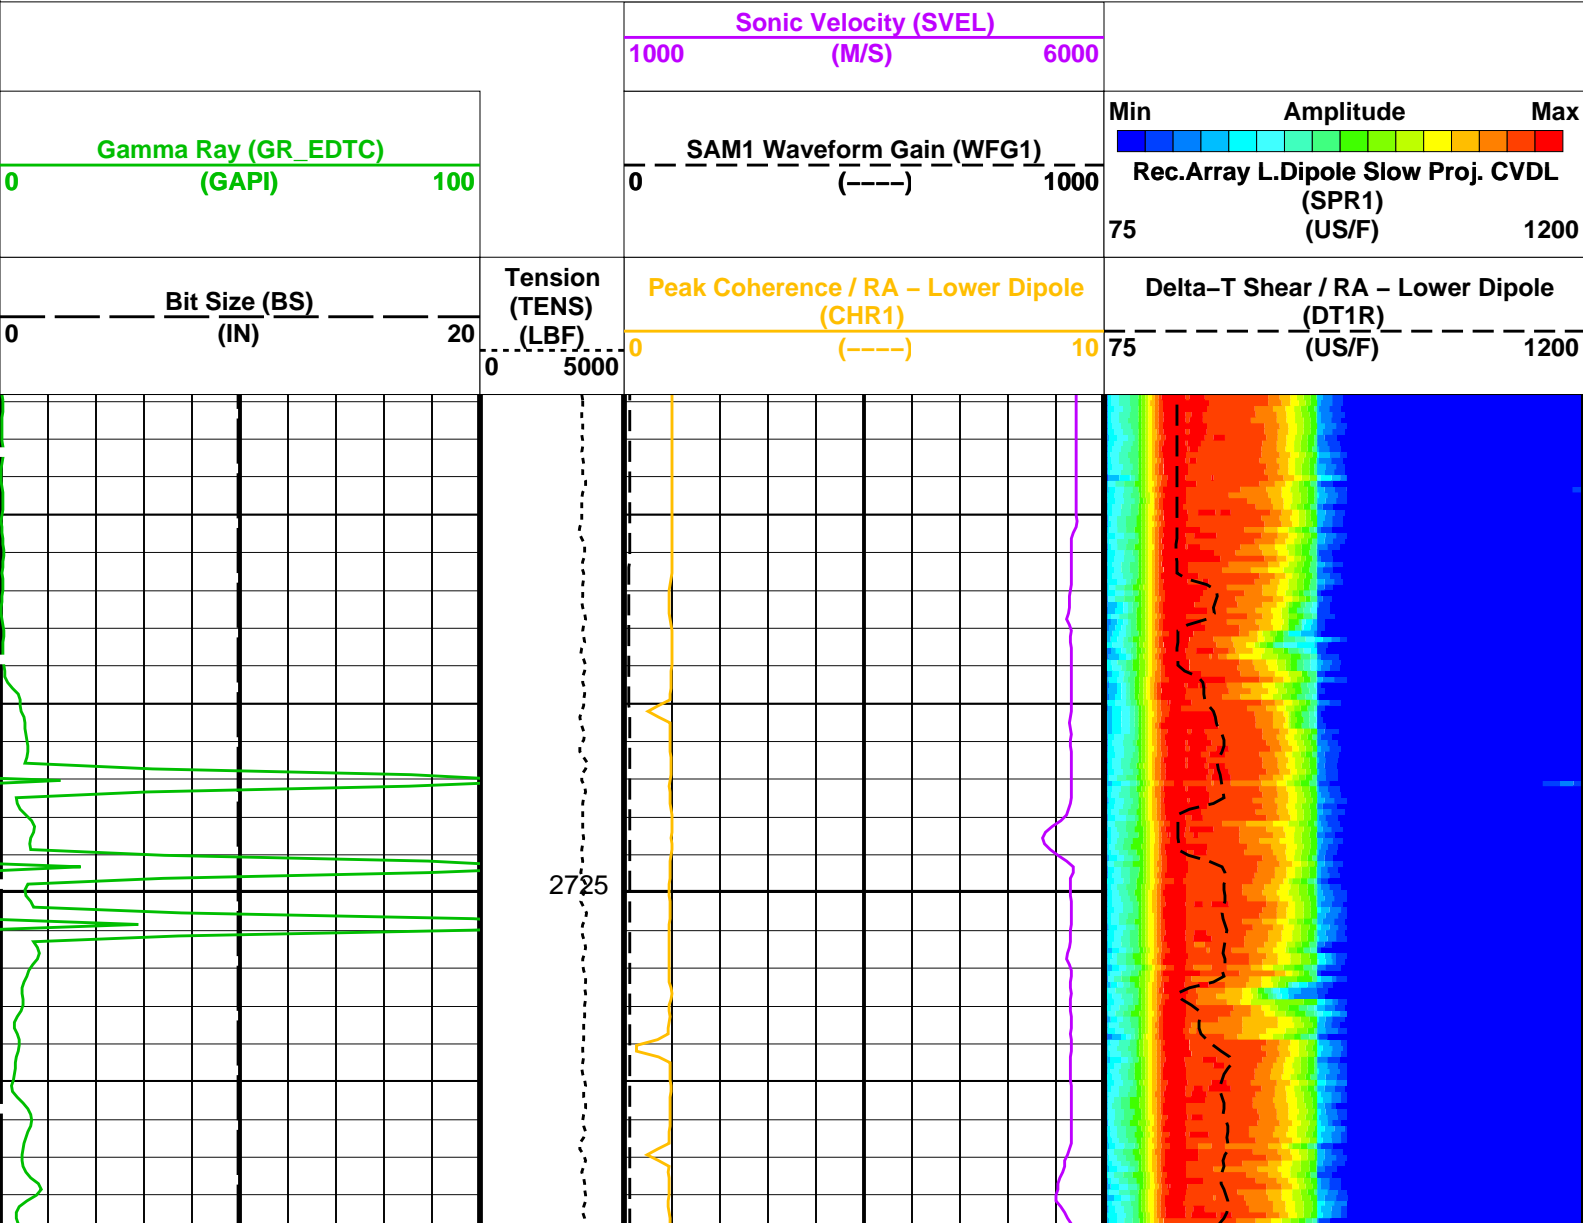 Sonic Velocity (SVEL)
1000 (M/S) 6000
Gamma Ray (GR_EDTC)
0 (GAPI) 100
SAM1 Waveform Gain (WFG1)
0 (----) 1000
Min Amplitude Max
Rec.Array L.Dipole Slow Proj. CVDL
(SPR1)
75 (US/F) 1200
Bit Size (BS)
0 (IN) 20
Tension
(TENS)
(LBF)
0 5000
Peak Coherence / RA – Lower Dipole
(CHR1)
0 (----) 10
Delta–T Shear / RA – Lower Dipole
(DT1R)
75 (US/F) 1200
2725